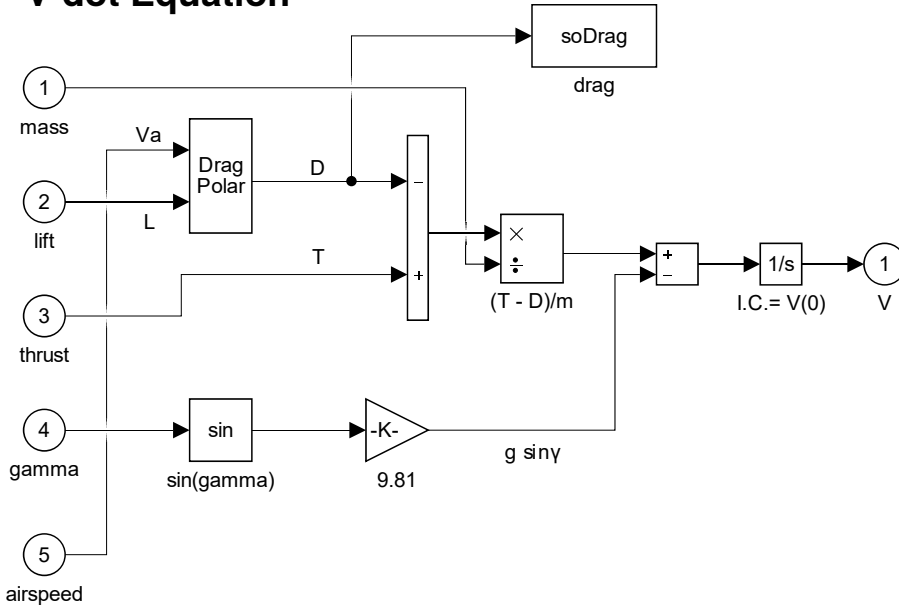 V dot Equation
soDrag
drag
1
mass
Va
Drag
Polar
D
−
2
lift
L
×
÷
(T - D)/m
+
−
1/s
I.C.= V(0)
1
V
T
+
3
thrust
4
gamma
sin
sin(gamma)
-K-
9.81
g sinγ
5
airspeed